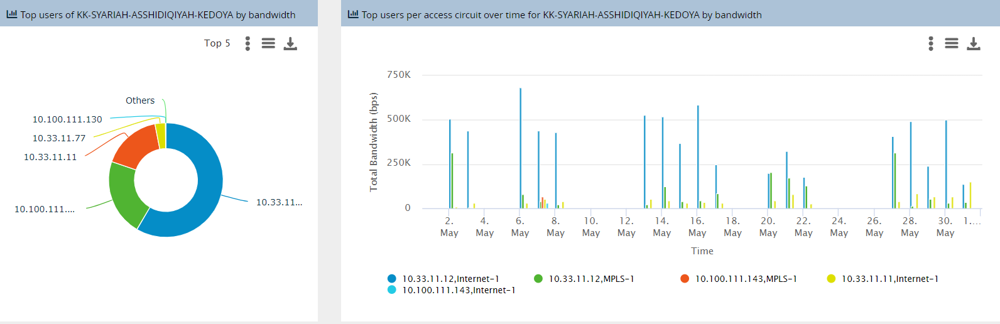 Top users of KK-SYARIAH-ASSHIDIQIYAH-KEDOYA by bandwidth
Top 5
Others
10.100.111.130
10.33.11.77
10.33.11.11
10.100.111....
10.33.11...
Top users per access circuit over time for KK-SYARIAH-ASSHIDIQIYAH-KEDOYA by bandwidth
Total Bandwidth (bps)
750K
500K
250K
0
2. May
4. May
6. May
8. May
10. May
12. May
14. May
16. May
18. May
20. May
22. May
24. May
26. May
28. May
30. May
1....
Time
10.33.11.12,Internet-1
10.33.11.12,MPLS-1
10.100.111.143,MPLS-1
10.33.11.11,Internet-1
10.100.111.143,Internet-1